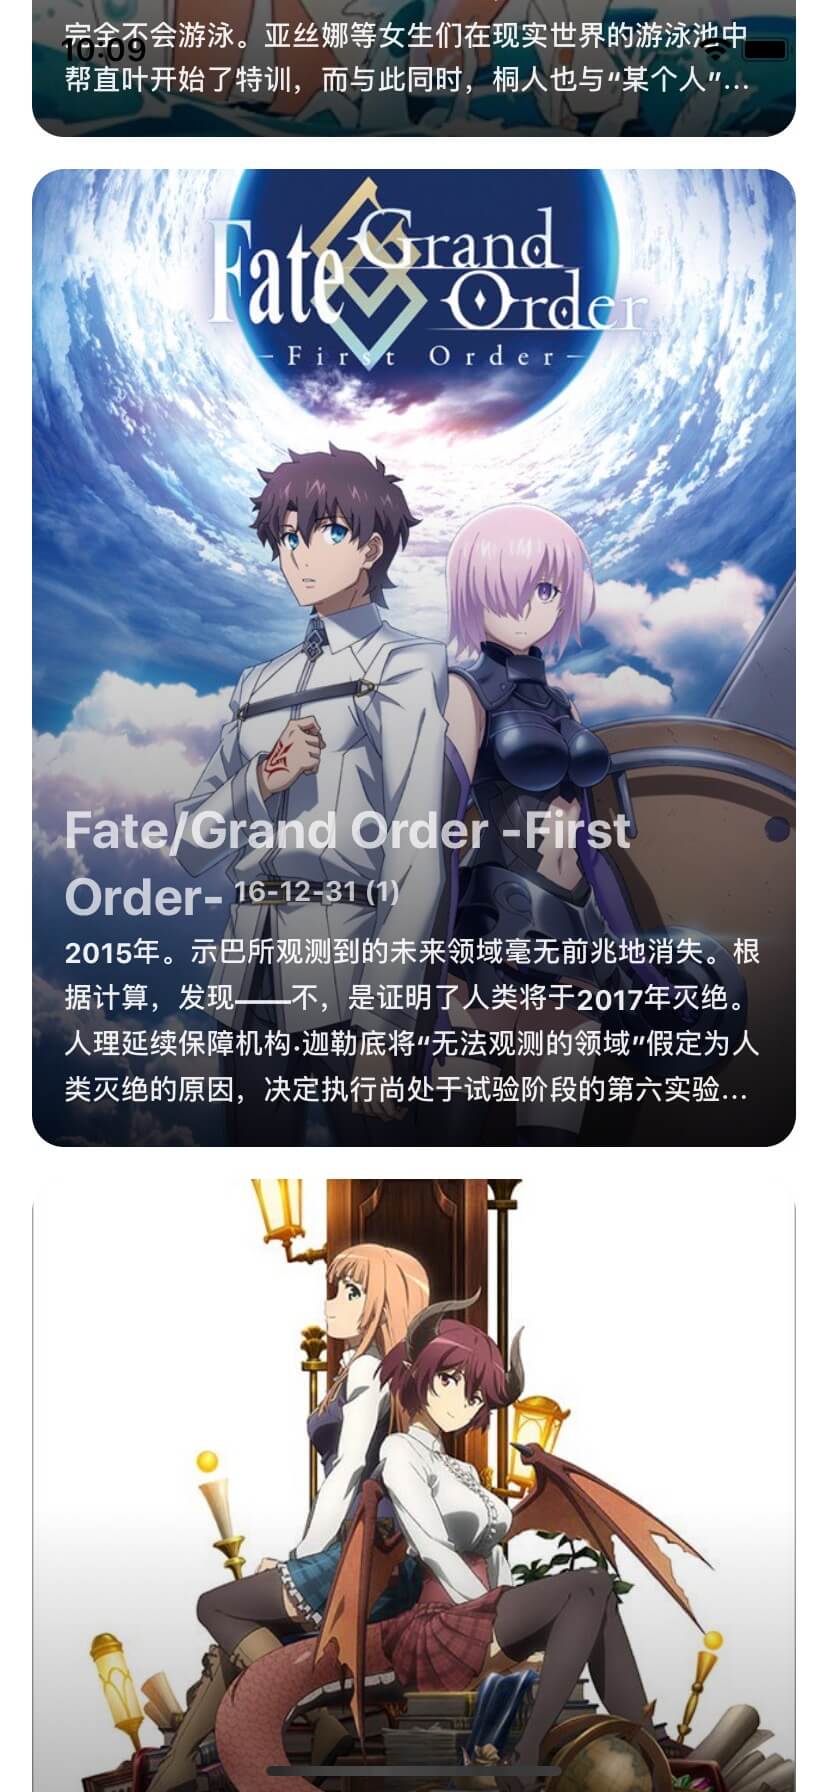 完全不会游泳。亚丝娜等女生们在现实世界的游泳池中
10:09
帮直叶开始了特训，而与此同时，桐人也与“某个人”…
Fate Grand Order
-First Order-
Fate/Grand Order -First
Order- 16-12-31 (1)
2015年。示巴所观测到的未来领域毫无前兆地消失。根
据计算，发现——不，是证明了人类将于2017年灭绝。
人理延续保障机构·迦勒底将“无法观测的领域”假定为人
类灭绝的原因，决定执行尚处于试验阶段的第六实验…